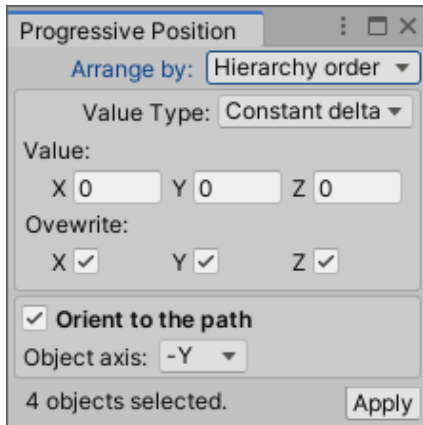 Progressive Position
Arrange by: Hierarchy order
Value Type: Constant delta
Value:
X 0 Y 0 Z 0
Ovewrite:
X Y Z
Orient to the path
Object axis: -Y
4 objects selected. Apply